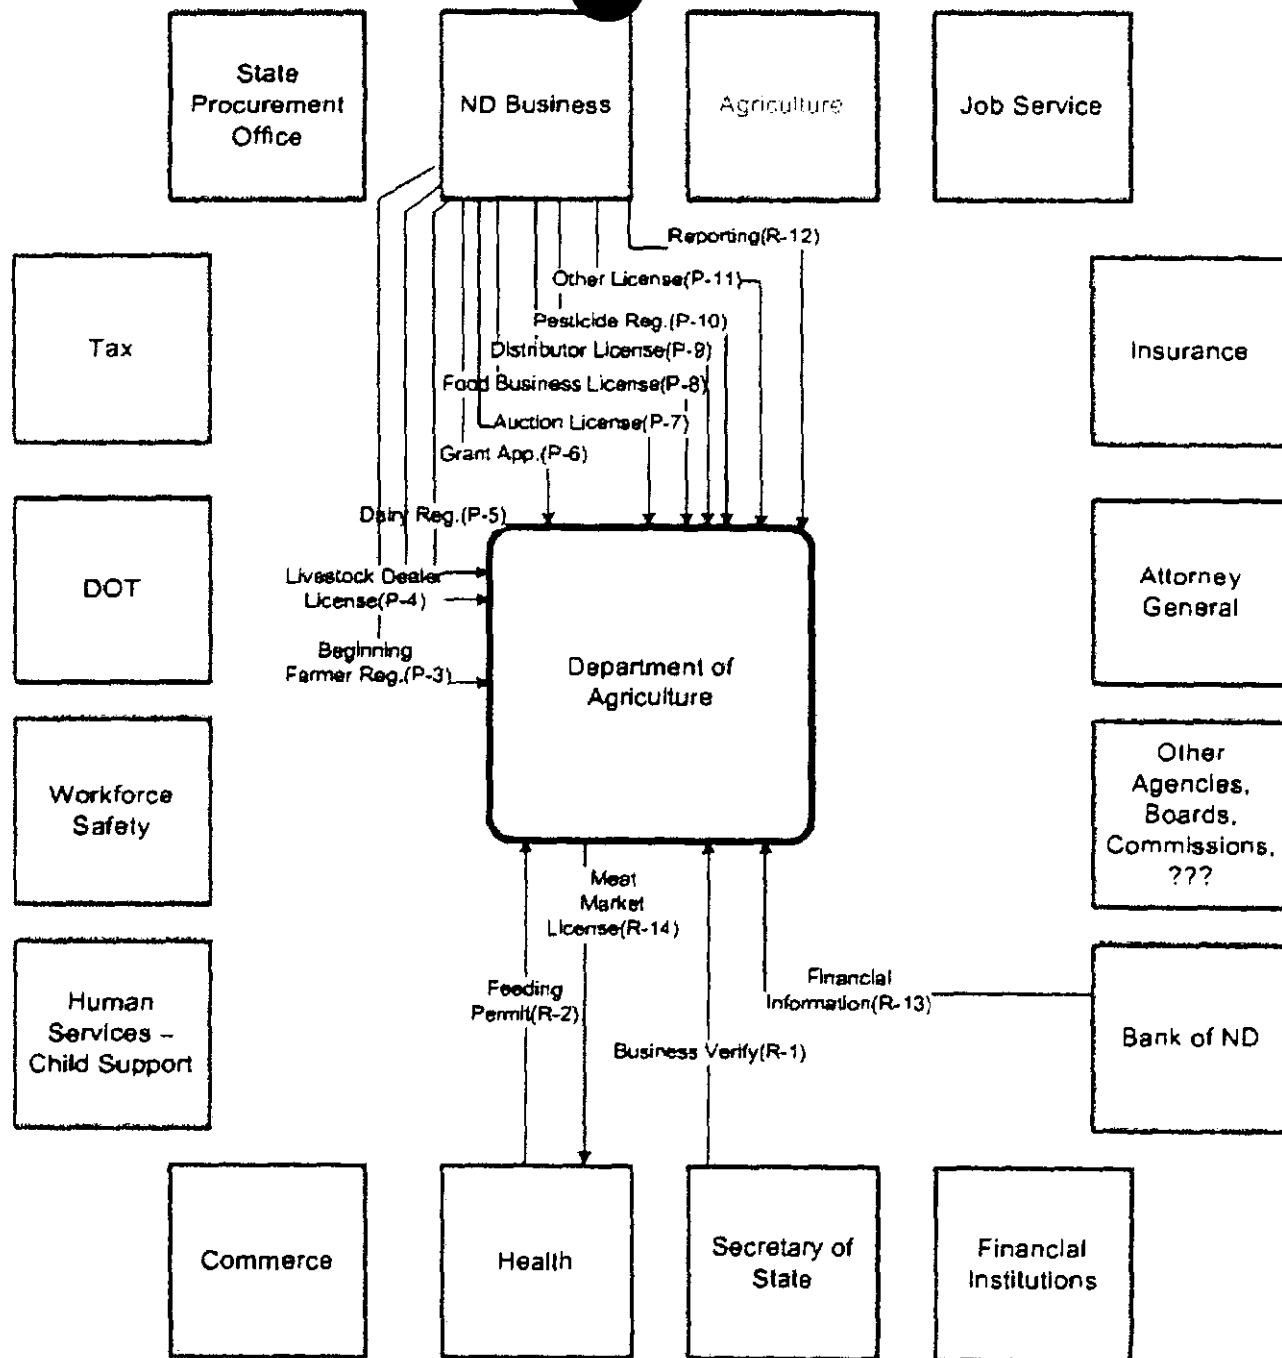 State
Procurement
Office
ND Business
Agriculture
Job Service
Reporting(R-12)
Other License(P-11)
Pesticide Reg.(P-10)
Distributor License(P-9)
Food Business License(P-8)
Auction License(P-7)
Grant App.(P-6)
Dairy Reg.(P-5)
Livestock Dealer
License(P-4)
Beginning
Farmer Reg.(P-3)
Tax
DOT
Workforce
Safety
Human
Services –
Child Support
Department of
Agriculture
Insurance
Attorney
General
Other
Agencies,
Boards,
Commissions,
???
Bank of ND
Meat
Market
License(R-14)
Feeding
Permit(R-2)
Business Verify(R-1)
Financial
Information(R-13)
Commerce
Health
Secretary of
State
Financial
Institutions